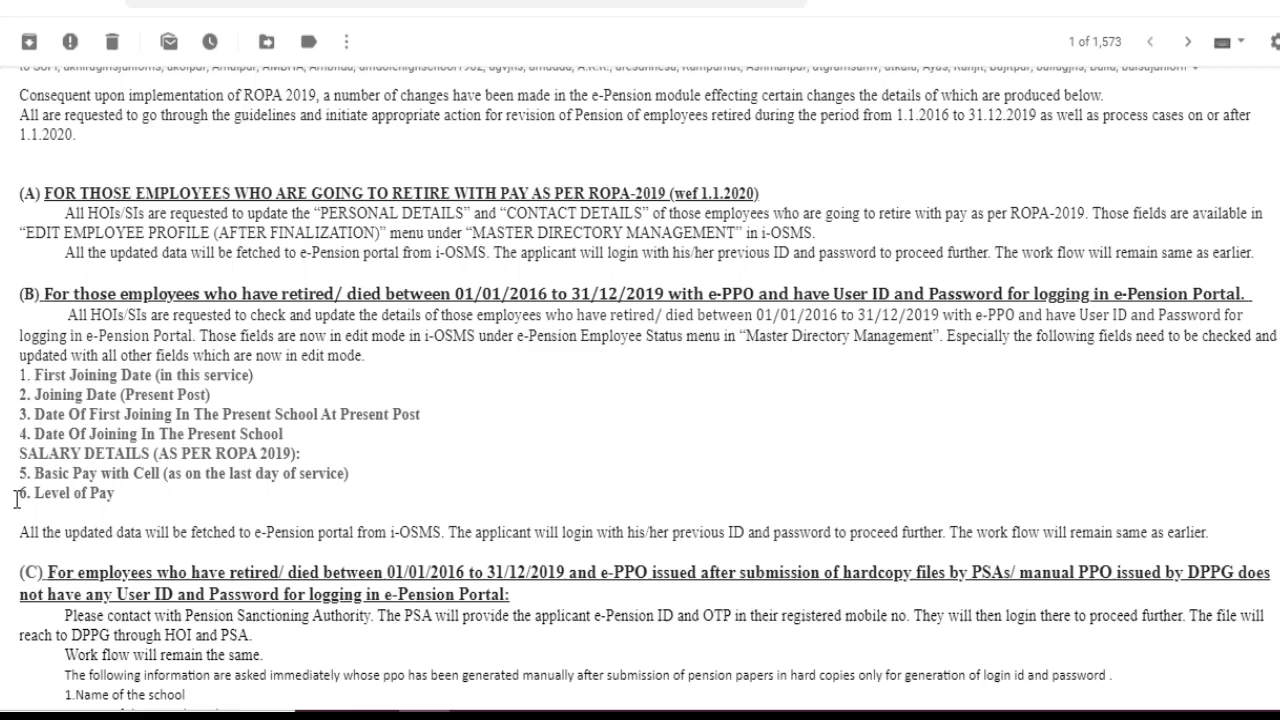 1 of 1,573
Consequent upon implementation of ROPA 2019, a number of changes have been made in the e-Pension module effecting certain changes the details of which are produced below.
All are requested to go through the guidelines and initiate appropriate action for revision of Pension of employees retired during the period from 1.1.2016 to 31.12.2019 as well as process cases on or after
1.1.2020.
(A) FOR THOSE EMPLOYEES WHO ARE GOING TO RETIRE WITH PAY AS PER ROPA-2019 (wef 1.1.2020)
All HOIs/SIs are requested to update the “PERSONAL DETAILS” and “CONTACT DETAILS” of those employees who are going to retire with pay as per ROPA-2019. Those fields are available in
“EDIT EMPLOYEE PROFILE (AFTER FINALIZATION)” menu under “MASTER DIRECTORY MANAGEMENT” in i-OSMS.
All the updated data will be fetched to e-Pension portal from i-OSMS. The applicant will login with his/her previous ID and password to proceed further. The work flow will remain same as earlier.
(B) For those employees who have retired/ died between 01/01/2016 to 31/12/2019 with e-PPO and have User ID and Password for logging in e-Pension Portal.
All HOIs/SIs are requested to check and update the details of those employees who have retired/ died between 01/01/2016 to 31/12/2019 with e-PPO and have User ID and Password for
logging in e-Pension Portal. Those fields are now in edit mode in i-OSMS under e-Pension Employee Status menu in “Master Directory Management”. Especially the following fields need to be checked and
updated with all other fields which are now in edit mode.
1. First Joining Date (in this service)
2. Joining Date (Present Post)
3. Date Of First Joining In The Present School At Present Post
4. Date Of Joining In The Present School
SALARY DETAILS (AS PER ROPA 2019):
5. Basic Pay with Cell (as on the last day of service)
6. Level of Pay
All the updated data will be fetched to e-Pension portal from i-OSMS. The applicant will login with his/her previous ID and password to proceed further. The work flow will remain same as earlier.
(C) For employees who have retired/ died between 01/01/2016 to 31/12/2019 and e-PPO issued after submission of hardcopy files by PSAs/ manual PPO issued by DPPG does
not have any User ID and Password for logging in e-Pension Portal:
Please contact with Pension Sanctioning Authority. The PSA will provide the applicant e-Pension ID and OTP in their registered mobile no. They will then login there to proceed further. The file will
reach to DPPG through HOI and PSA.
Work flow will remain the same.
The following information are asked immediately whose ppo has been generated manually after submission of pension papers in hard copies only for generation of login id and password .
1.Name of the school